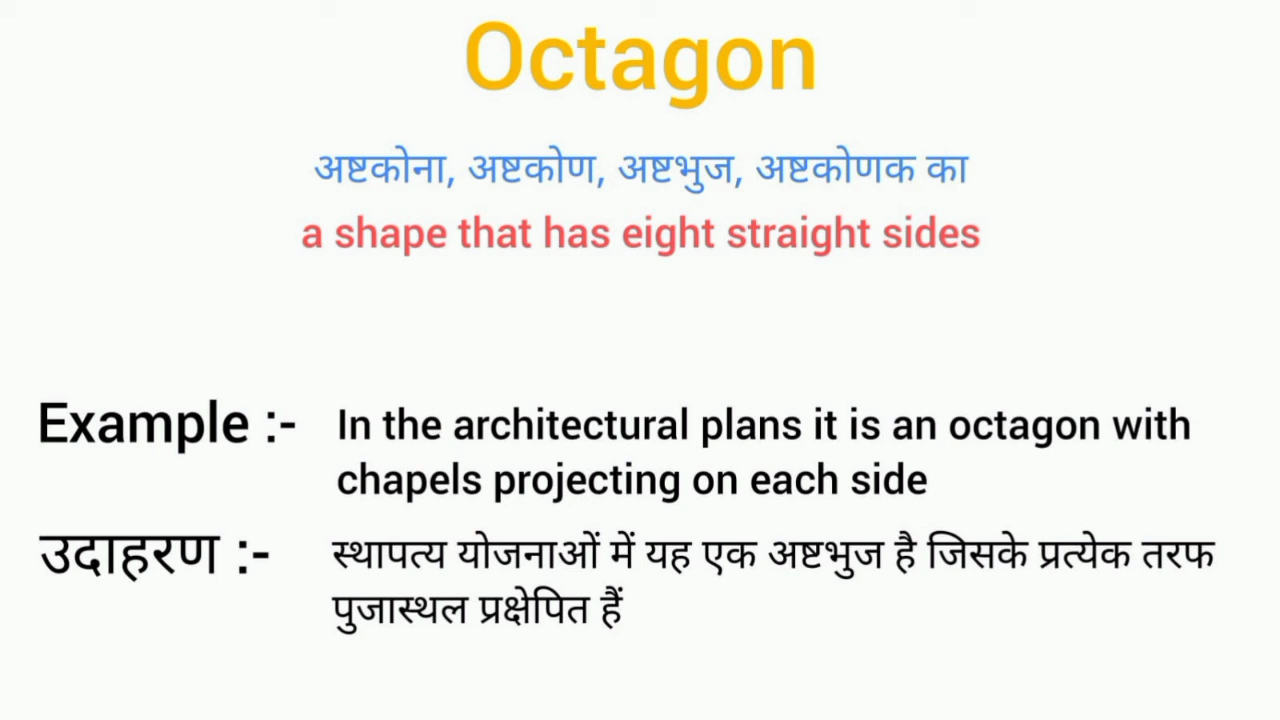 Octagon
अष्टकोना, अष्टकोण, अष्टभुज, अष्टकोणक का
a shape that has eight straight sides
Example :- In the architectural plans it is an octagon with
chapels projecting on each side
उदाहरण :- स्थापत्य योजनाओं में यह एक अष्टभुज है जिसके प्रत्येक तरफ
पुजास्थल प्रक्षेपित हैं